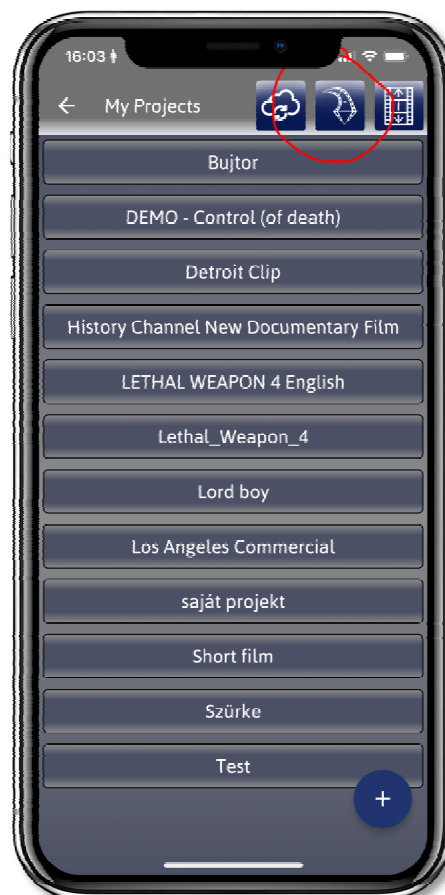 16:03
My Projects
Bujtor
DEMO - Control (of death)
Detroit Clip
History Channel New Documentary Film
LETHAL WEAPON 4 English
Lethal_Weapon_4
Lord boy
Los Angeles Commercial
saját projekt
Short film
Szürke
Test
+